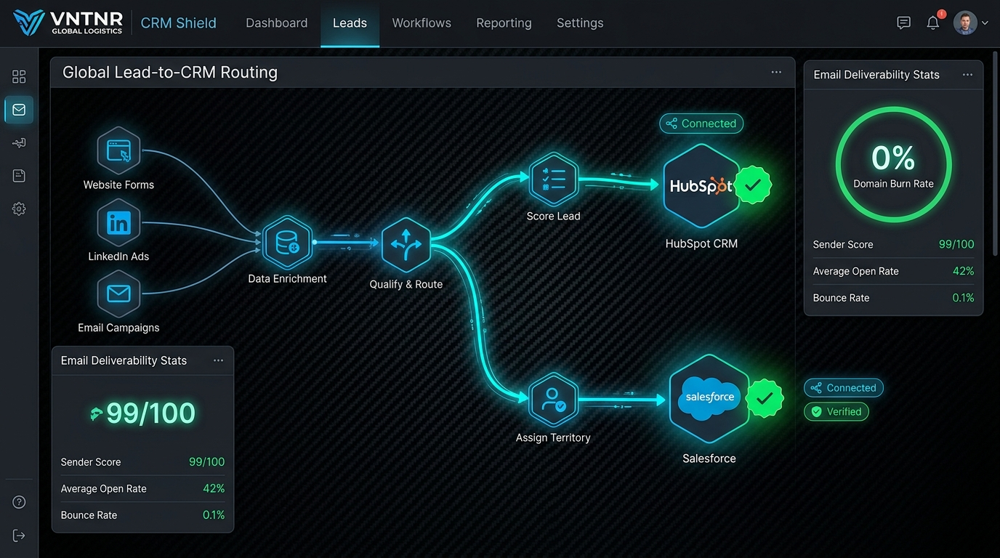 VNTNR
GLOBAL LOGISTICS
CRM Shield
Dashboard
Leads
Workflows
Reporting
Settings
Global Lead-to-CRM Routing
Website Forms
LinkedIn Ads
in
Email Campaigns
Data Enrichment
Qualify & Route
Score Lead
Connected
HubSpot
HubSpot CRM
Assign Territory
salesforce
Salesforce
Connected
Verified
Email Deliverability Stats
0%
Domain Burn Rate
Sender Score 99/100
Average Open Rate 42%
Bounce Rate 0.1%
Email Deliverability Stats
99/100
Sender Score 99/100
Average Open Rate 42%
Bounce Rate 0.1%